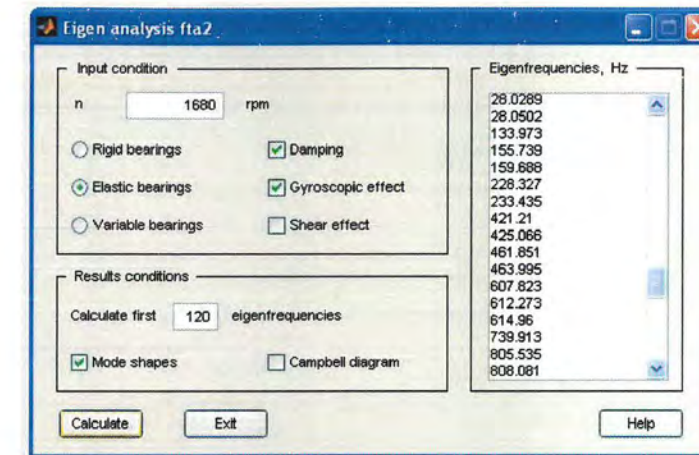 Eigen analysis fta2
Input condition
n 1680 rpm
Rigid bearings Damping
Elastic bearings Gyroscopic effect
Variable bearings Shear effect
Results conditions
Calculate first 120 eigenfrequencies
Mode shapes Campbell diagram
Calculate Exit
Eigenfrequencies, Hz
28.0289
28.0502
133.973
155.739
159.688
228.327
233.435
421.21
425.066
461.851
463.995
607.823
612.273
614.96
739.913
805.535
808.081
Help